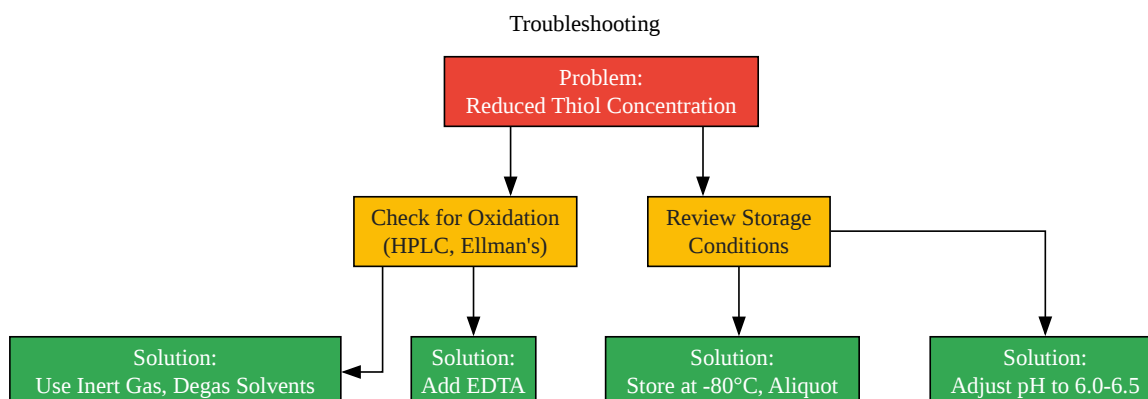 Troubleshooting
Problem:
Reduced Thiol Concentration
Check for Oxidation
(HPLC, Ellman's)
Review Storage
Conditions
Solution:
Use Inert Gas, Degas Solvents
Solution:
Add EDTA
Solution:
Store at -80°C, Aliquot
Solution:
Adjust pH to 6.0-6.5